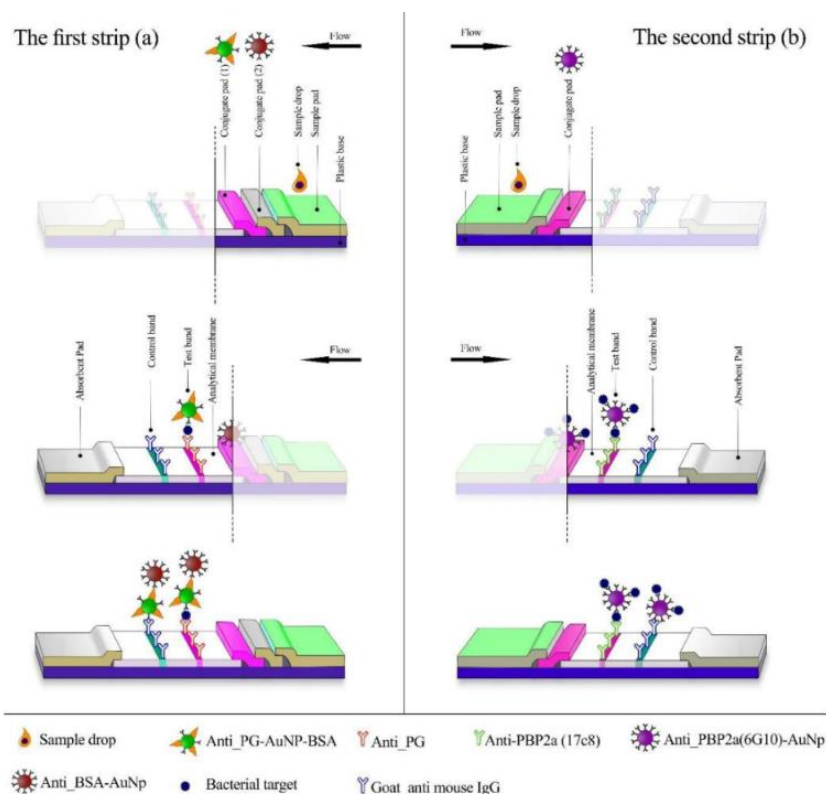 The first strip (a)
Flow
Conjugate pad (1)
Conjugate pad (2)
Sample drop
Sample pad
Plastic base
Flow
The second strip (b)
Plastic base
Sample pad
Sample drop
Conjugate pad
Absorbent Pad
Control band
Test band
Analytical membrane
Flow
Flow
Analytical membrane
Test band
Control band
Absorbent Pad
Sample drop
Anti_PG-AuNP-BSA
Anti_PG
Anti-PBP2a (17c8)
Anti_PBP2a(6G10)-AuNp
Anti_BSA-AuNp
Bacterial target
Goat_anti mouse IgG